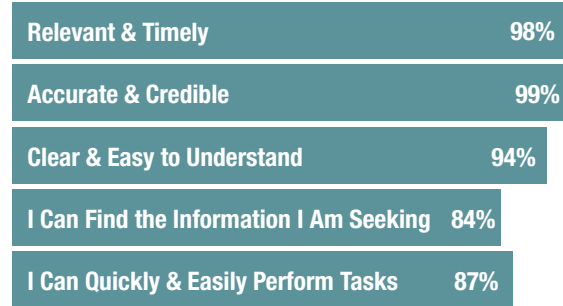 Relevant & Timely 98%
Accurate & Credible 99%
Clear & Easy to Understand 94%
I Can Find the Information I Am Seeking 84%
I Can Quickly & Easily Perform Tasks 87%